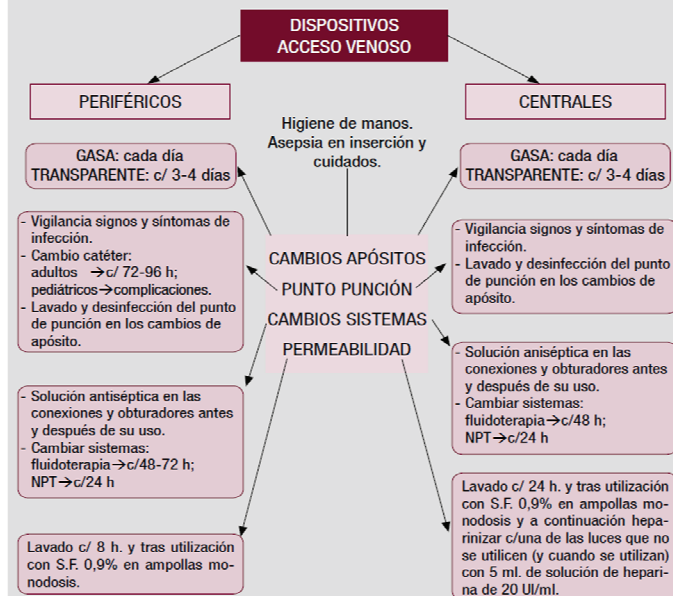 DISPOSITIVOS
ACCESO VENOSO
PERIFÉRICOS
CENTRALES
Higiene de manos.
Asepsia en inserción y
cuidados.
GASA: cada día
TRANSPARENTE: c/ 3-4 días
GASA: cada día
TRANSPARENTE: c/ 3-4 días
- Vigilancia signos y síntomas de
infección.
- Cambio catéter:
adultos →c/ 72-96 h;
pediátricos→complicaciones.
- Lavado y desinfección del punto
de punción en los cambios de
apósito.
CAMBIOS APÓSITOS
PUNTO PUNCIÓN
CAMBIOS SISTEMAS
PERMEABILIDAD
- Vigilancia signos y síntomas de
infección.
- Lavado y desinfección del punto
de punción en los cambios de
apósito.
- Solución antiséptica en las
conexiones y obturadores antes
y después de su uso.
- Cambiar sistemas:
fluidoterapia→c/48-72 h;
NPT→c/24 h
- Solución aniséptica en las
conexiones y obturadores antes
y después de su uso.
- Cambiar sistemas:
fluidoterapia→c/48 h;
NPT→c/24 h
Lavado c/ 8 h. y tras utilización
con S.F. 0,9% en ampollas mo-
nodosis.
Lavado c/ 24 h. y tras utilización
con S.F. 0,9% en ampollas mo-
nodosis y a continuación hepa-
rinizar c/una de las luces que no
se utilicen (y cuando se utilizan)
con 5 ml. de solución de hepari-
na de 20 UI/ml.